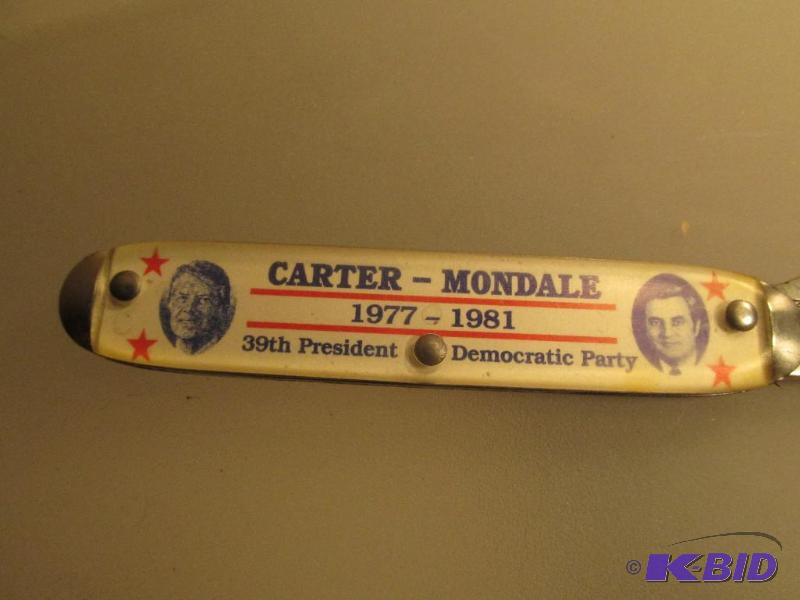 CARTER - MONDALE
1977 - 1981
39th President Democratic Party
© K-BID